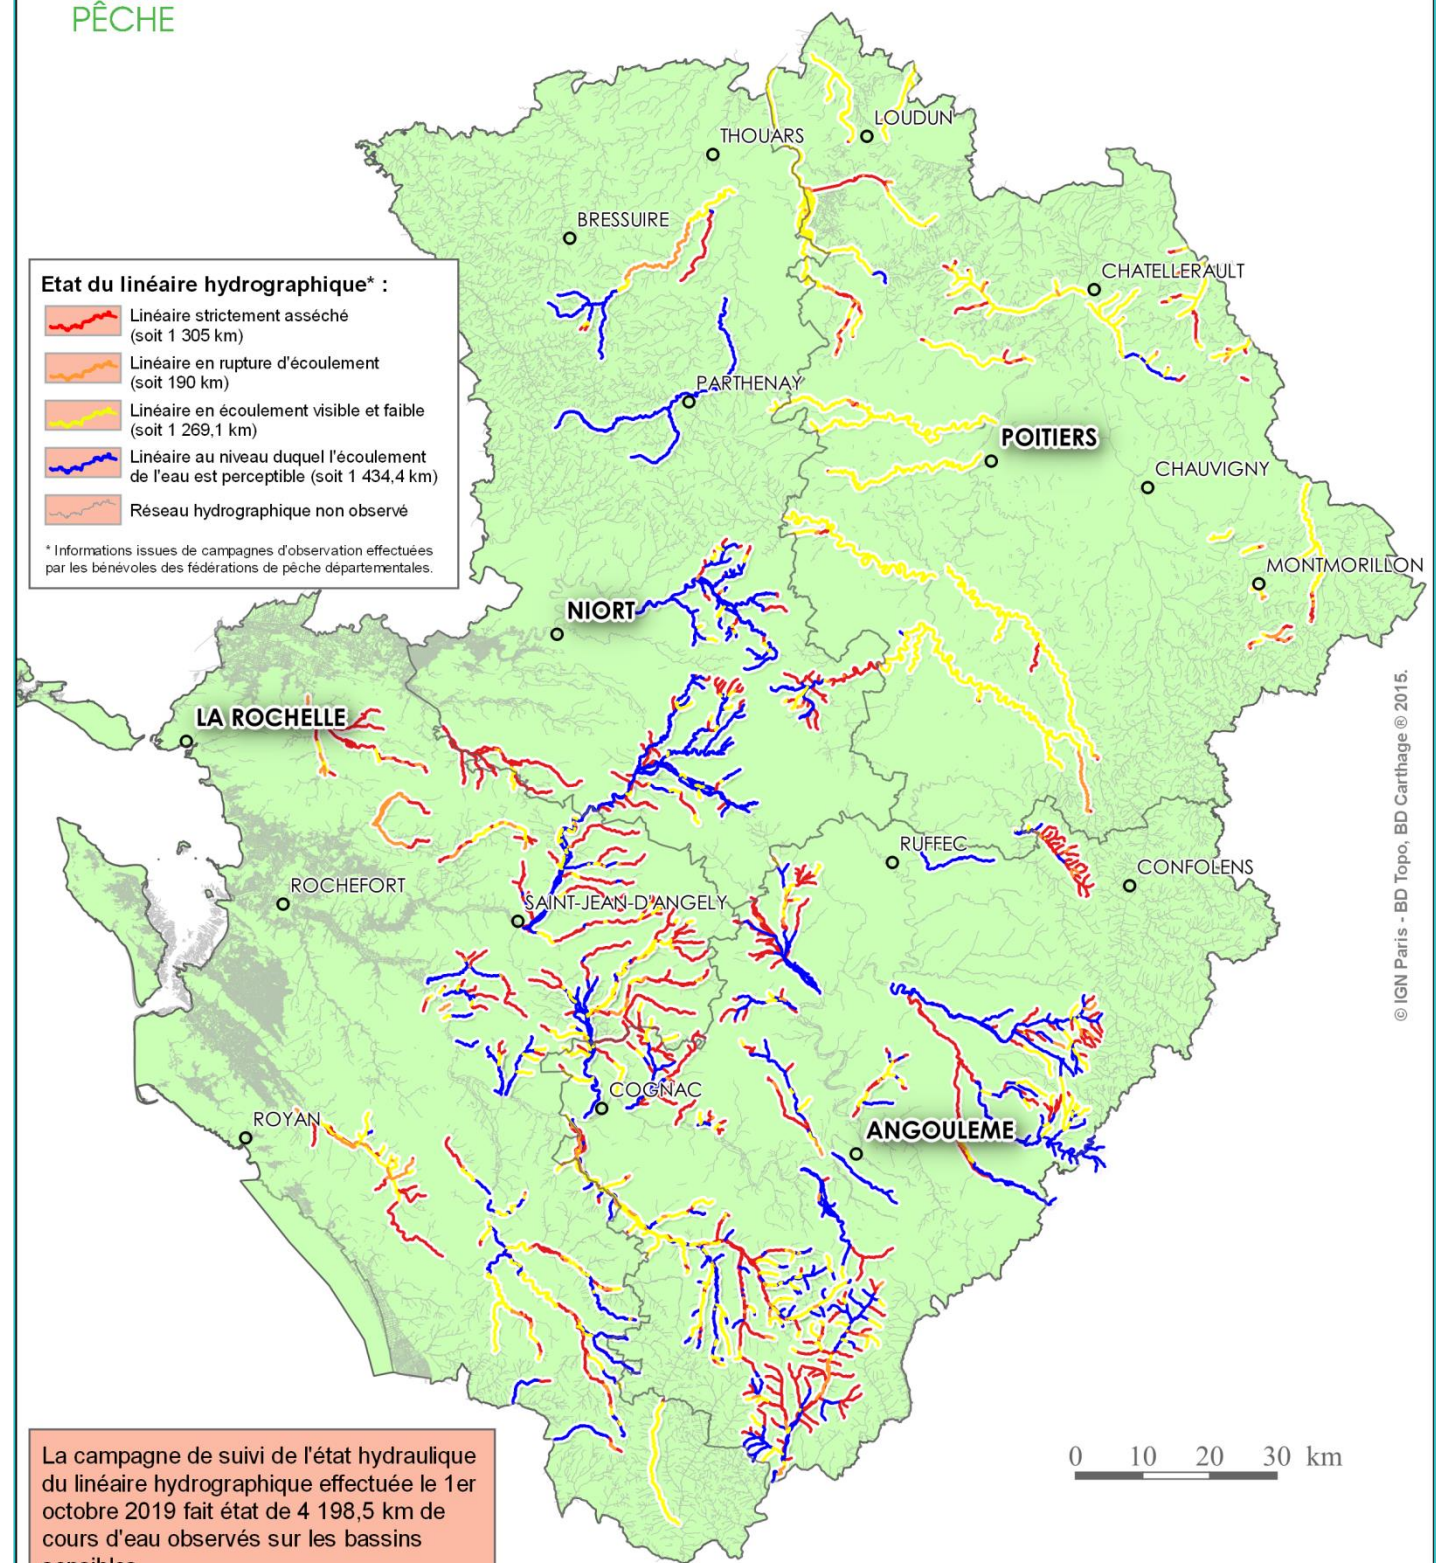 PÊCHE
LOUDUN
THOUARS
BRESSUIRE
Etat du linéaire hydrographique* :
Linéaire strictement asséché
(soit 1 305 km)
Linéaire en rupture d'écoulement
(soit 190 km)
Linéaire en écoulement visible et faible
(soit 1 269,1 km)
Linéaire au niveau duquel l'écoulement
de l'eau est perceptible (soit 1 434,4 km)
Réseau hydrographique non observé
* Informations issues de campagnes d'observation effectuées
par les bénévoles des fédérations de pêche départementales.
CHATELLERAULT
PARTHENAY
POITIERS
CHAUVIGNY
MONTMORILLON
NIORT
LA ROCHELLE
© IGN Paris - BD Topo, BD Carthage ® 2015.
RUFFEC
CONFOLENS
ROCHEFORT
SAINT-JEAN-D'ANGELY
COGNAC
ROYAN
ANGOULEME
La campagne de suivi de l'état hydraulique
du linéaire hydrographique effectuée le 1er
octobre 2019 fait état de 4 198,5 km de
cours d'eau observés sur les bassins
0 10 20 30 km